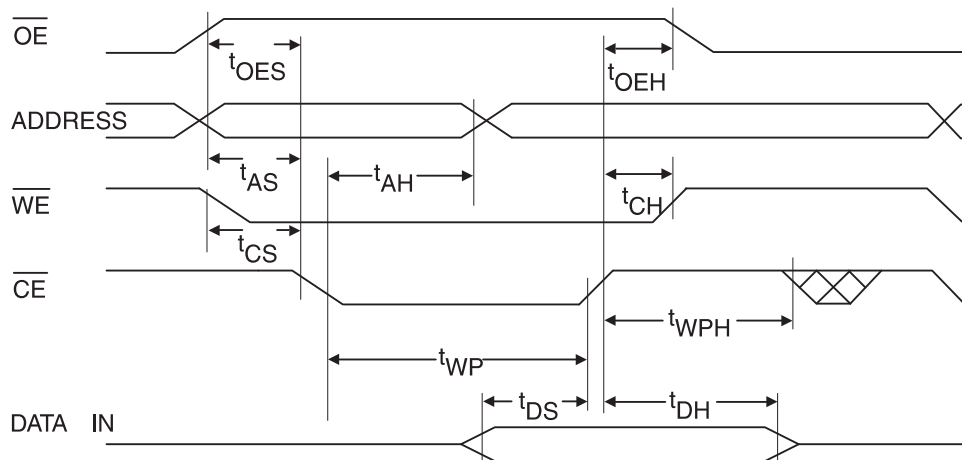 OE
tOES
tOEH
ADDRESS
tAS
tAH
tCH
WE
tCS
CE
tWPH
tWP
tDS
tDH
DATA IN